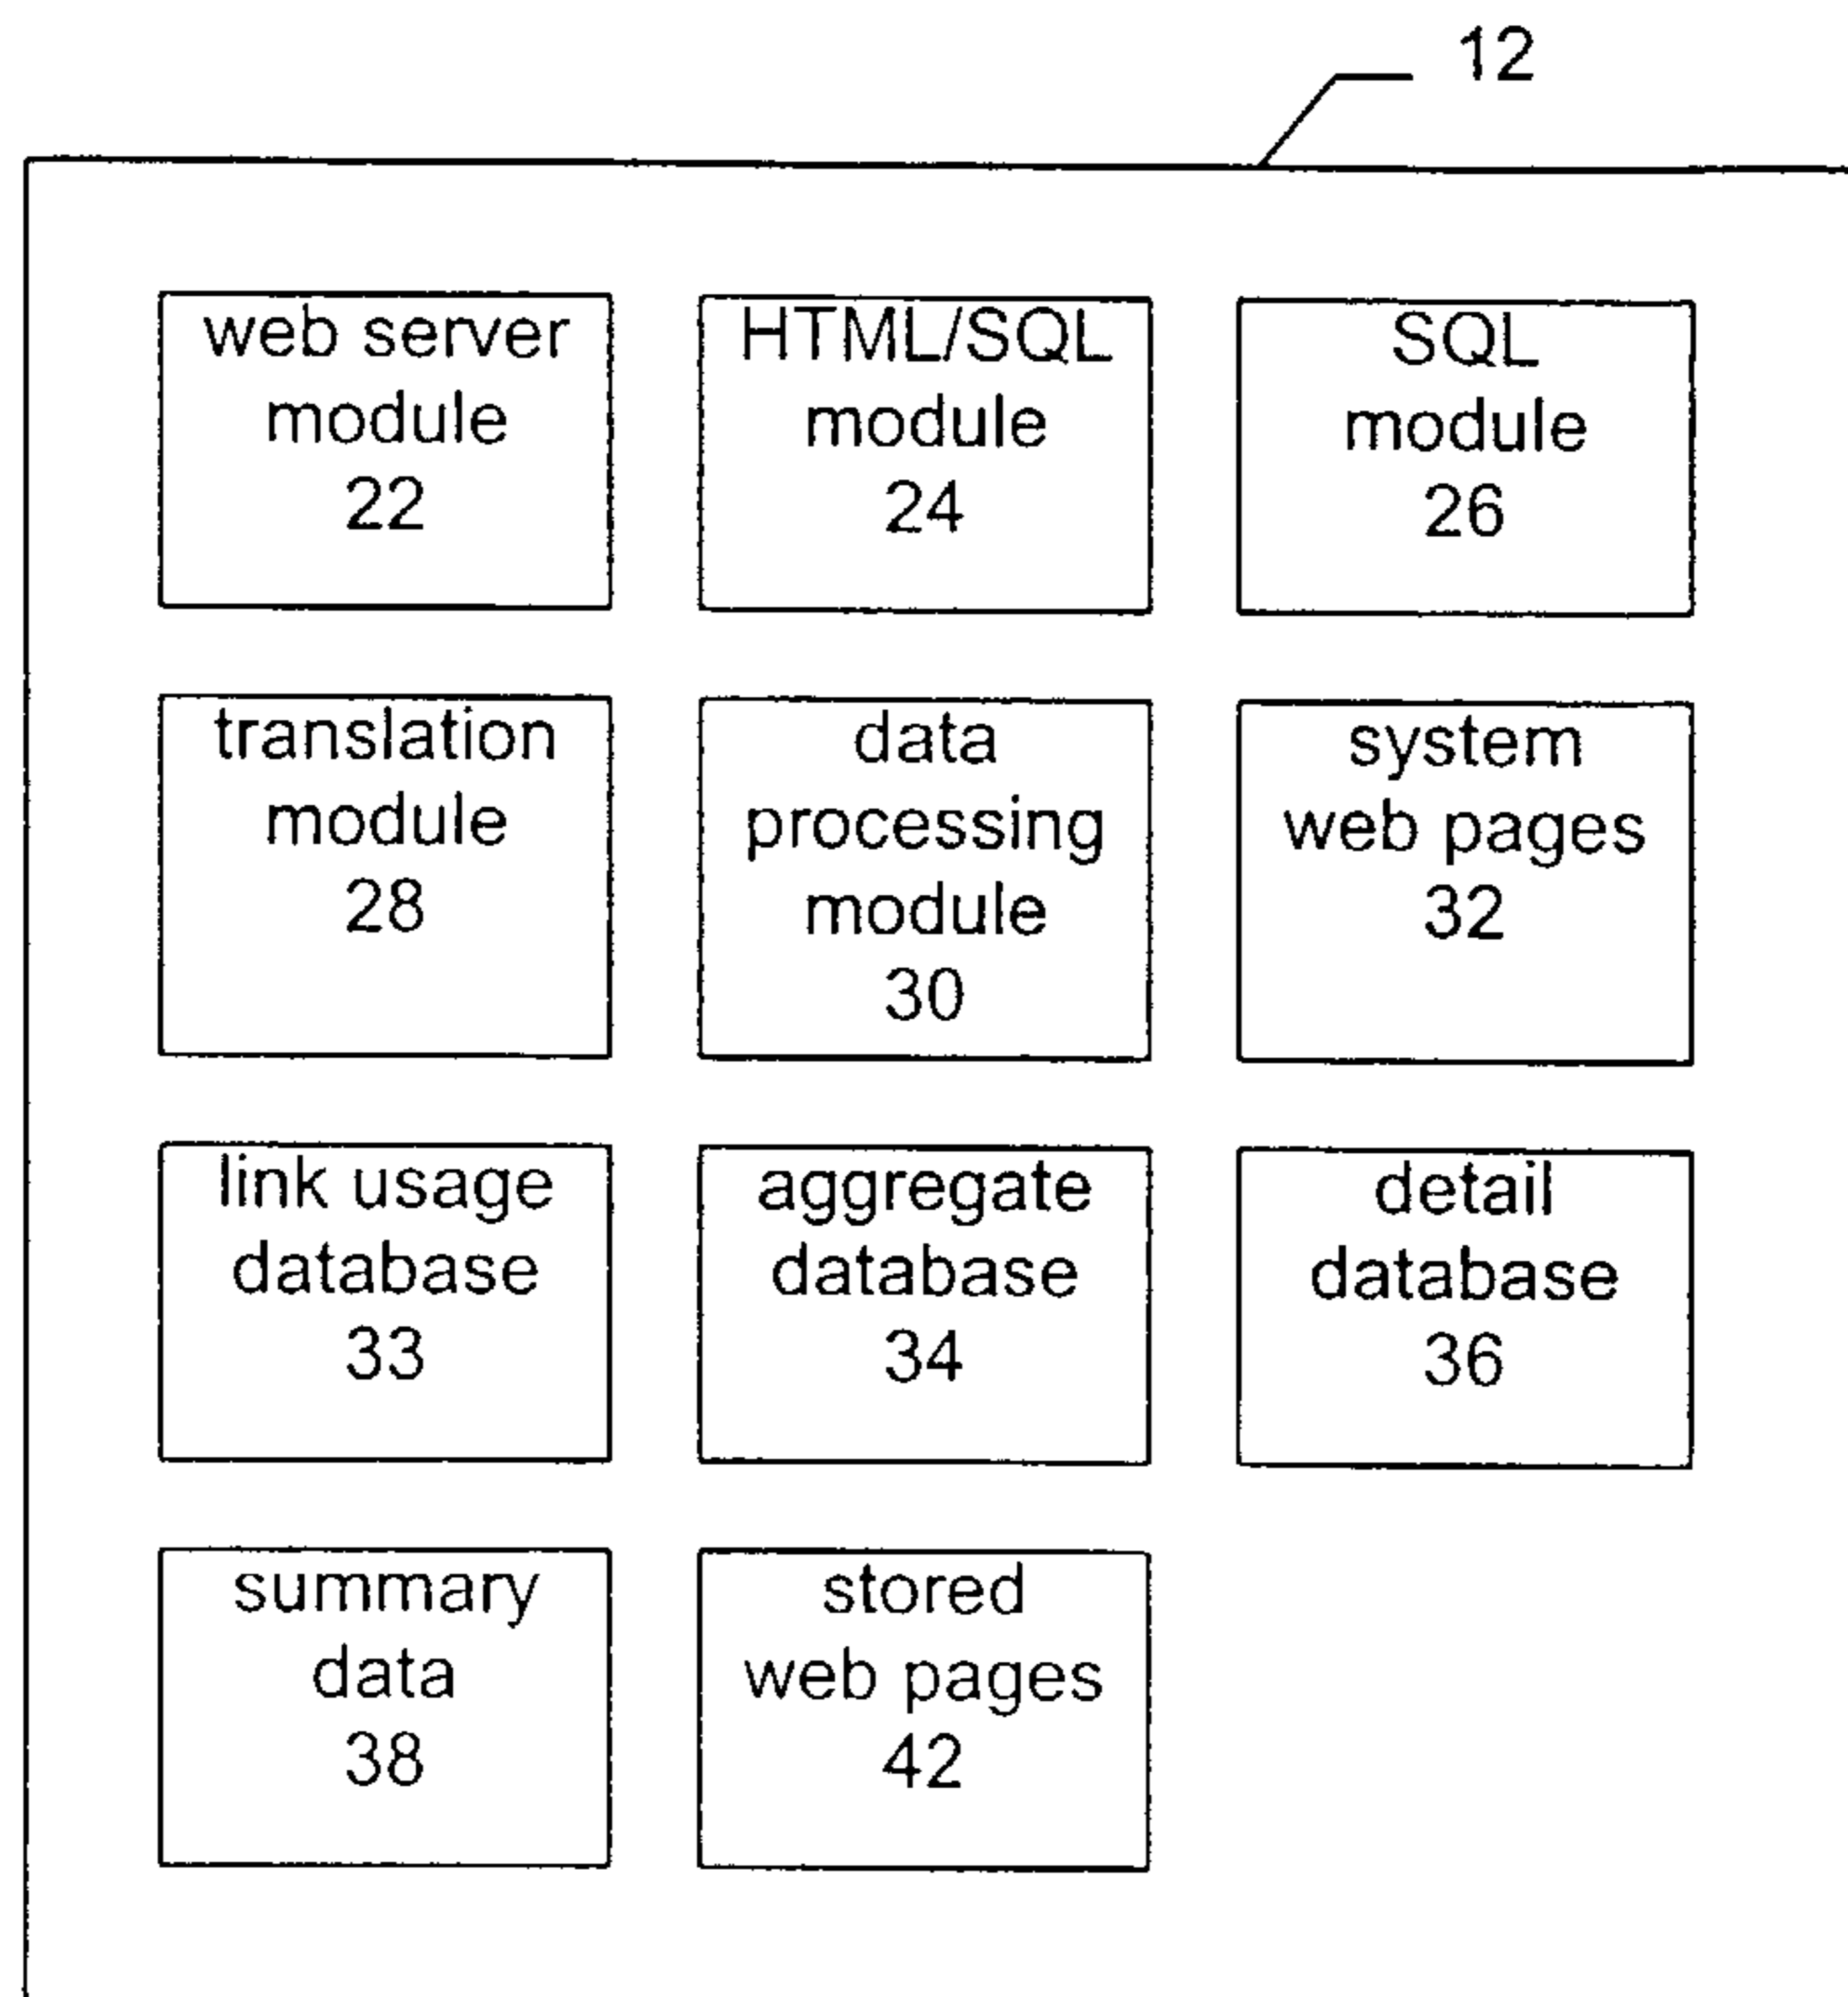 12
web server
module
22
HTML/SQL
module
24
SQL
module
26
translation
module
28
data
processing
module
30
system
web pages
32
link usage
database
33
aggregate
database
34
detail
database
36
summary
data
38
stored
web pages
42